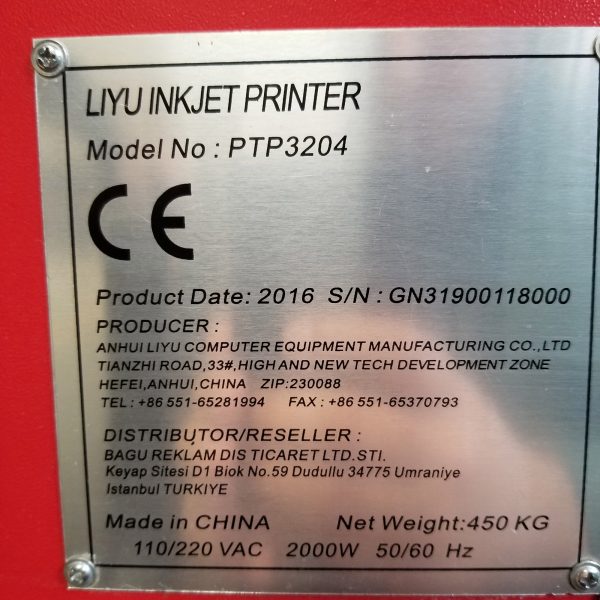 LIYU INKJET PRINTER
Model No : PTP3204
CE
Product Date: 2016 S/N : GN31900118000
PRODUCER :
ANHUI LIYU COMPUTER EQUIPMENT MANUFACTURING CO.,LTD
TIANZHI ROAD,33#,HIGH AND NEW TECH DEVELOPMENT ZONE
HEFEI,ANHUI,CHINA ZIP:230088
TEL : +86 551-65281994 FAX : +86 551-65370793
DISTRIBUTOR/RESELLER :
BAGU REKLAM DIS TICARET LTD.STI.
Keyap Sitesi D1 Blok No.59 Dudullu 34775 Umraniye
Istanbul TURKIYE
Made in CHINA Net Weight:450 KG
110/220 VAC 2000W 50/60 Hz